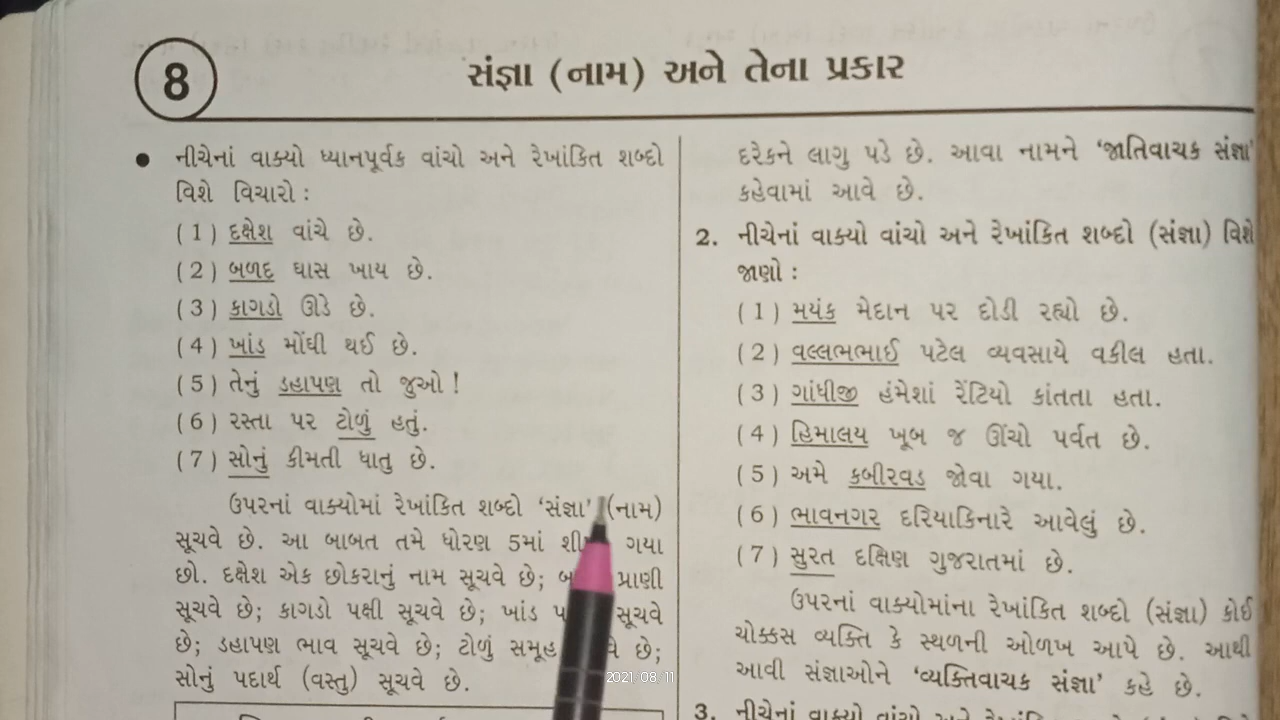 8
સંજ્ઞા (નામ) અને તેના પ્રકાર
● નીચેનાં વાક્યો ધ્યાનપૂર્વક વાંચો અને રેખાંકિત શબ્દો
વિશે વિચારો :
(1) દક્ષેશ વાંચે છે.
(2) બળદ ઘાસ ખાય છે.
(3) કાગડો ઊડે છે.
(4) ખાંડ મોંઘી થઈ છે.
(5) તેનું ડહાપણ તો જુઓ !
(6) રસ્તા પર ટોળું હતું.
(7) સોનું કીમતી ધાતુ છે.
ઉપરનાં વાક્યોમાં રેખાંકિત શબ્દો ‘સંજ્ઞા’ (નામ)
સૂચવે છે. આ બાબત તમે ધોરણ 5માં ગયા
છો. દક્ષેશ એક છોકરાનું નામ સૂચવે છે; પ્રાણી
સૂચવે છે; કાગડો પક્ષી સૂચવે છે; ખાંડ સૂચવે
છે; ડહાપણ ભાવ સૂચવે છે; ટોળું સમૂહ છે;
સોનું પદાર્થ (વસ્તુ) સૂચવે છે.
દરેકને લાગુ પડે છે. આવા નામને ‘જાતિવાચક સંજ્ઞા’
કહેવામાં આવે છે.
2. નીચેનાં વાક્યો વાંચો અને રેખાંકિત શબ્દો (સંજ્ઞા) વિશે
જાણો :
(1) મયંક મેદાન પર દોડી રહ્યો છે.
(2) વલ્લભભાઈ પટેલ વ્યવસાયે વકીલ હતા.
(3) ગાંધીજી હંમેશાં રેંટિયો કાંતતા હતા.
(4) હિમાલય ખૂબ જ ઊંચો પર્વત છે.
(5) અમે કબીરવડ જોવા ગયા.
(6) ભાવનગર દરિયાકિનારે આવેલું છે.
(7) સુરત દક્ષિણ ગુજરાતમાં છે.
ઉપરનાં વાક્યોમાંના રેખાંકિત શબ્દો (સંજ્ઞા) કોઈ
ચોક્કસ વ્યક્તિ કે સ્થળની ઓળખ આપે છે. આથી
આવી સંજ્ઞાઓને ‘વ્યક્તિવાચક સંજ્ઞા’ કહે છે.
3. નીચેનાં વાક્યો વાંચો અને
2021/08/11